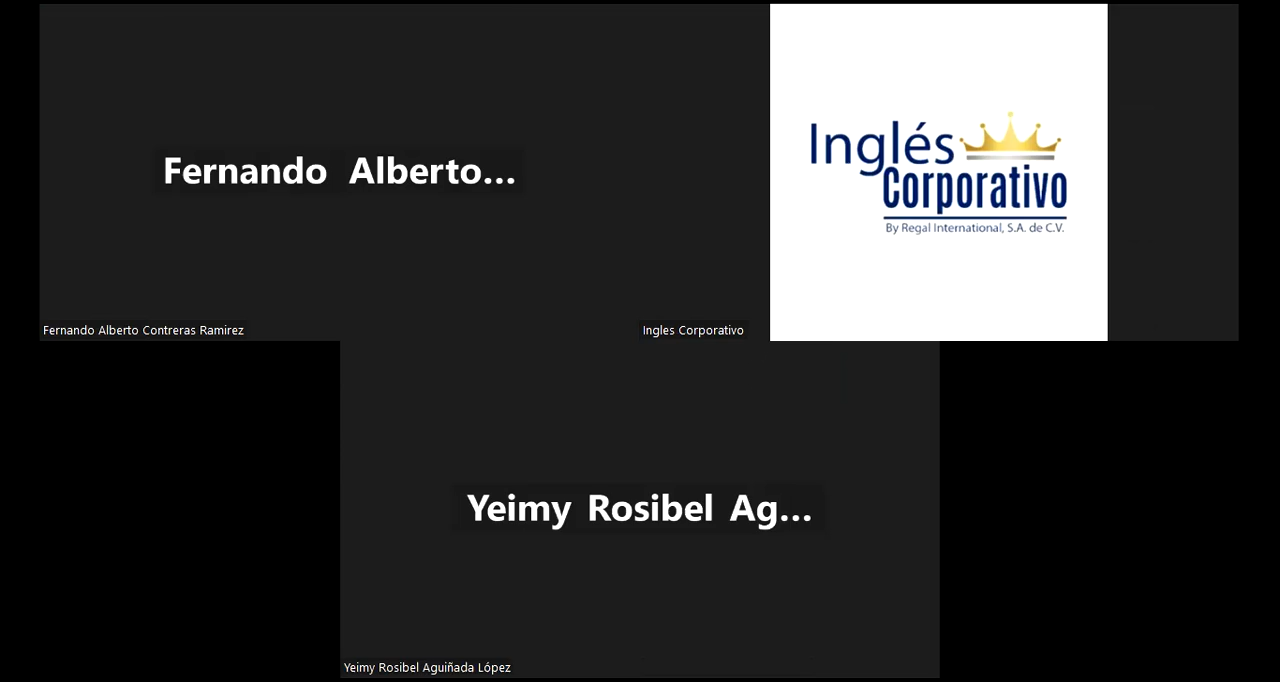 Fernando Alberto...
Fernando Alberto Contreras Ramirez
Inglés
Corporativo
By Regal International, S.A. de C.V.
Ingles Corporativo
Yeimy Rosibel Ag...
Yeimy Rosibel Aguiñada López